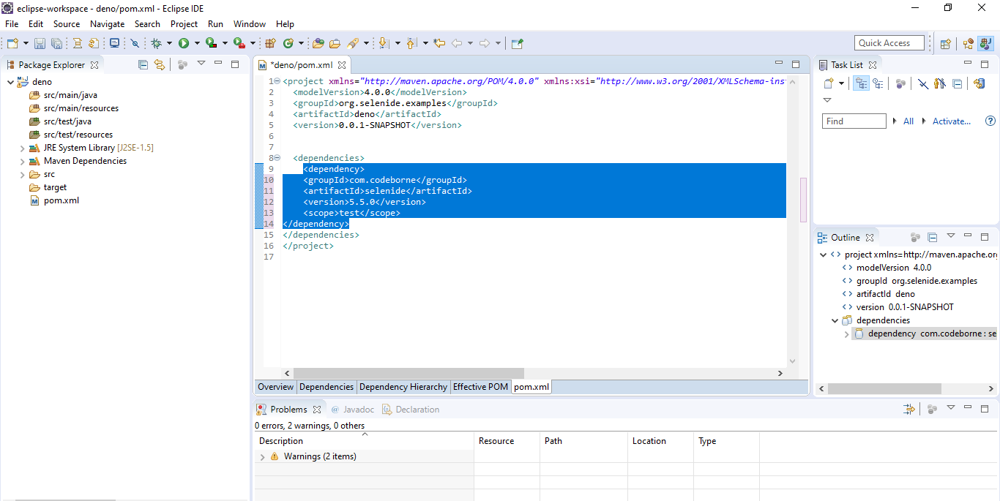 eclipse-workspace - deno/pom.xml - Eclipse IDE
File Edit Source Navigate Search Project Run Window Help
Quick Access
Package Explorer
deno
src/main/java
src/main/resources
src/test/java
src/test/resources
JRE System Library [J2SE-1.5]
Maven Dependencies
src
target
pom.xml
*deno/pom.xml
1 <project xmlns="http://maven.apache.org/POM/4.0.0" xmlns:xsi="http://www.w3.org/2001/XMLSchema-ins
2 <modelVersion>4.0.0</modelVersion>
3 <groupId>org.selenide.examples</groupId>
4 <artifactId>deno</artifactId>
5 <version>0.0.1-SNAPSHOT</version>
6
7
8 <dependencies>
9 <dependency>
10 <groupId>com.codeborne</groupId>
11 <artifactId>selenide</artifactId>
12 <version>5.5.0</version>
13 <scope>test</scope>
14 </dependency>
15 </dependencies>
16 </project>
17
Overview Dependencies Dependency Hierarchy Effective POM pom.xml
Task List
Find All Activate...
Outline
project xmlns=http://maven.apache.org
modelVersion 4.0.0
groupId org.selenide.examples
artifactId deno
version 0.0.1-SNAPSHOT
dependencies
dependency com.codeborne : se
Problems Javadoc Declaration
0 errors, 2 warnings, 0 others
Description Resource Path Location Type
Warnings (2 items)